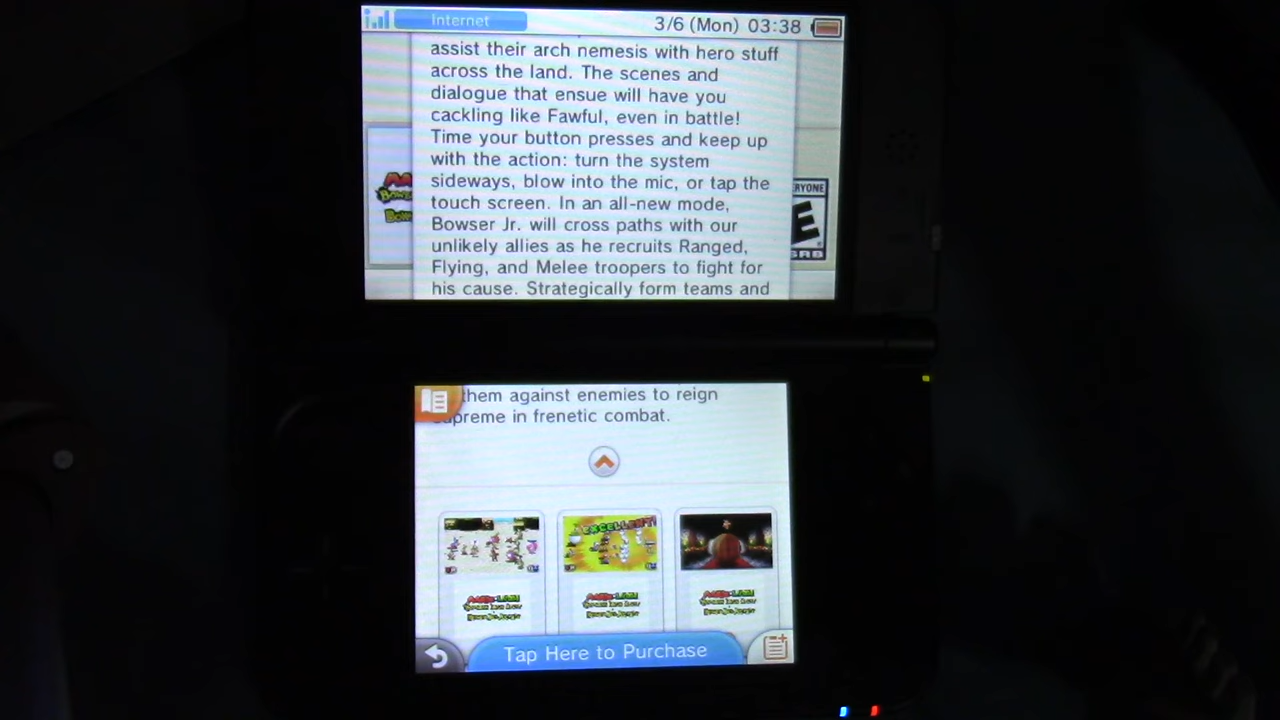 Internet
3/6 (Mon) 03:38
assist their arch nemesis with hero stuff
across the land. The scenes and
dialogue that ensue will have you
cackling like Fawful, even in battle!
Time your button presses and keep up
with the action: turn the system
sideways, blow into the mic, or tap the
touch screen. In an all-new mode,
Bowser Jr. will cross paths with our
unlikely allies as he recruits Ranged,
Flying, and Melee troopers to fight for
his cause. Strategically form teams and
RYONE
E
SRB
them against enemies to reign
upreme in frenetic combat.
EXCELLENT!
Tap Here to Purchase